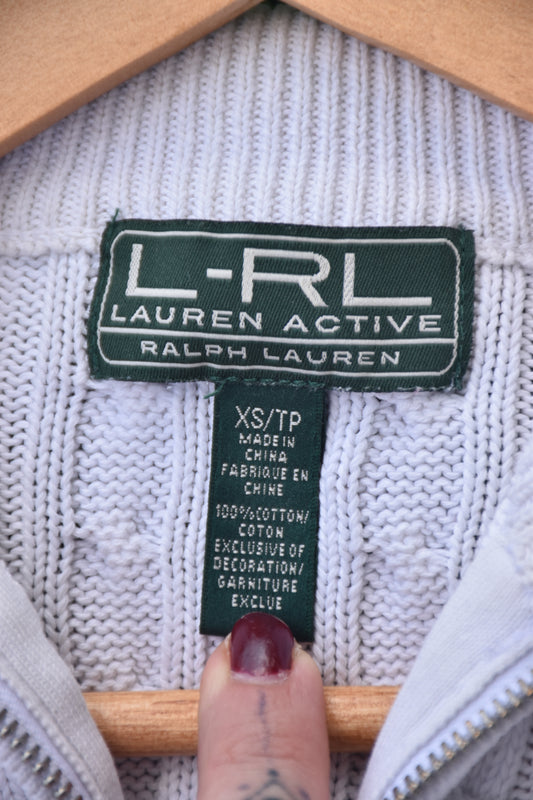 L-RL
LAUREN ACTIVE
RALPH LAUREN
XS/TP
MADE IN
CHINA
FABRIQUE EN
CHINE
100%COTTON/
COTON
EXCLUSIVE OF
DECORATION/
GARNITURE
EXCLUE